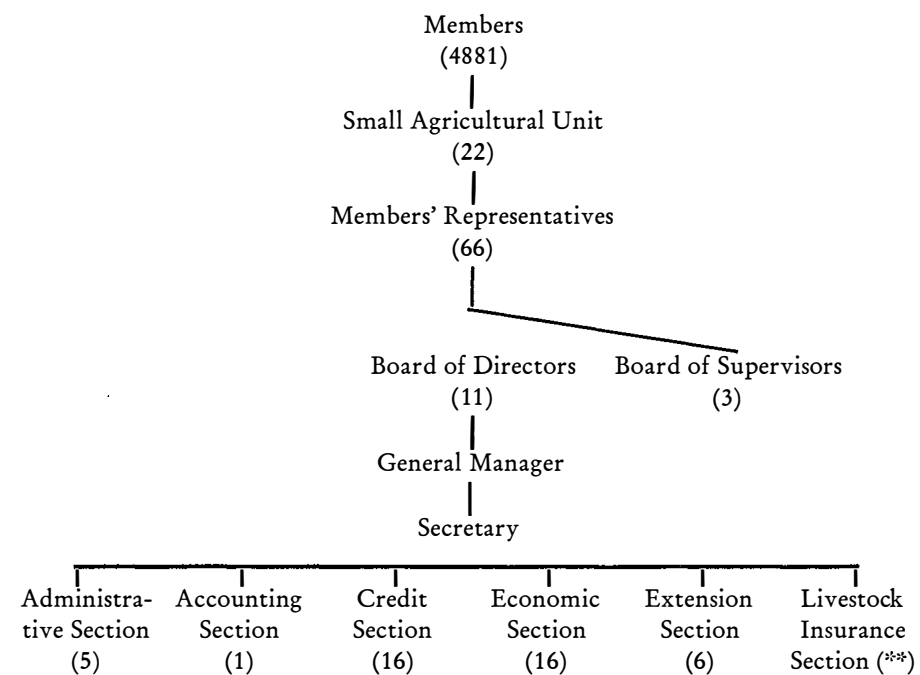 Members
(4881)
Small Agricultural Unit
(22)
Members' Representatives
(66)
Board of Directors
(11)
Board of Supervisors
(3)
General Manager
Secretary
Administra-
tive Section
(5)
Accounting
Section
(1)
Credit
Section
(16)
Economic
Section
(16)
Extension
Section
(6)
Livestock
Insurance
Section (**)